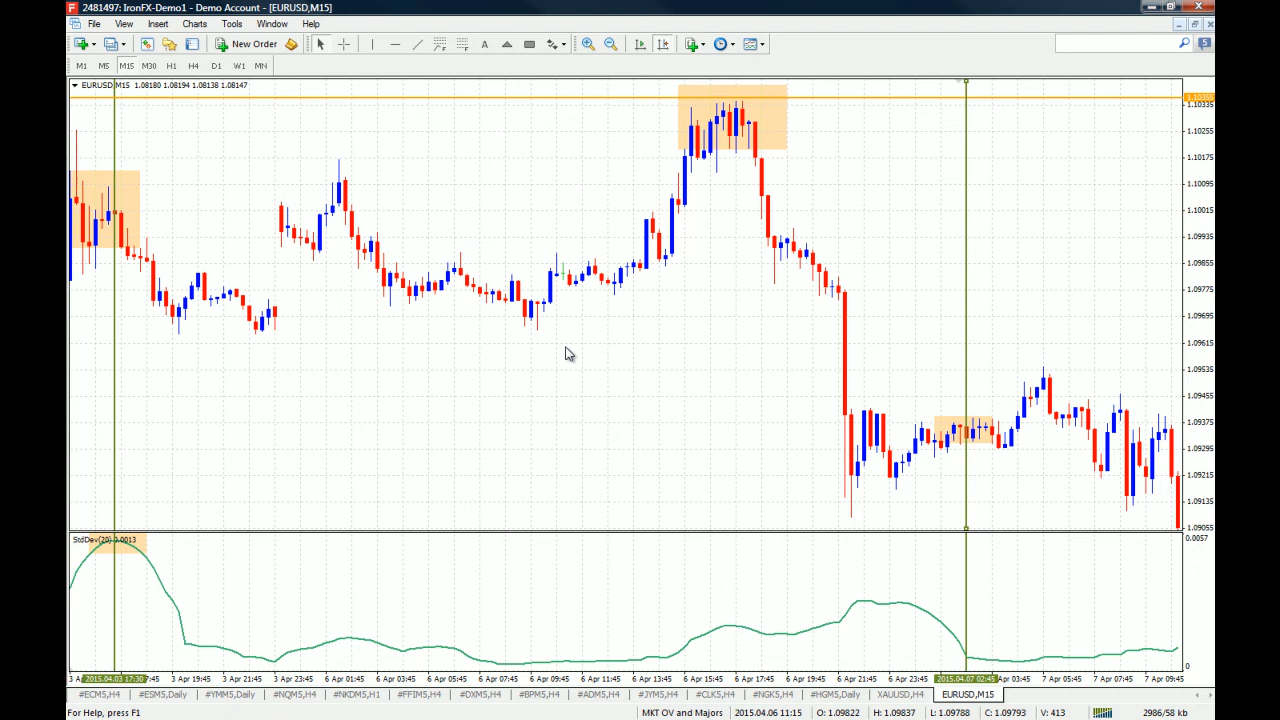 2481497: IronFX-Demo1 - Demo Account - [EURUSD,M15]
File View Insert Charts Tools Window Help
New Order
M1 M5 M15 M30 H1 H4 D1 W1 MN
EURUSD,M15 1.08180 1.08194 1.08138 1.08147
1.10355
1.10335
1.10255
1.10175
1.10095
1.10015
1.09935
1.09855
1.09775
1.09695
1.09615
1.09535
1.09455
1.09375
1.09295
1.09215
1.09135
1.09055
StdDev(20) 0.0013
0.0057
0
3 A 2015.04.03 17:30 7:45 3 Apr 19:45 3 Apr 21:45 3 Apr 23:45 6 Apr 01:45 6 Apr 03:45 6 Apr 05:45 6 Apr 07:45 6 Apr 09:45 6 Apr 11:45 6 Apr 13:45 6 Apr 15:45 6 Apr 17:45 6 Apr 19:45 6 Apr 21:45 6 Apr 23:45 2015.04.07 02:45 :45 7 Apr 03:45 7 Apr 05:45 7 Apr 07:45 7 Apr 09:45
#ECM5,H4 #ESM5,Daily #YMM5,Daily #NQM5,H4 #NKDM5,H1 #FFIM5,H4 #DXM5,H4 #BPM5,H4 #ADM5,H4 #JYM5,H4 #CLK5,H4 #NGK5,H4 #HGM5,Daily XAUUSD,H4 EURUSD,M15
For Help, press F1 MKT OV and Majors 2015.04.06 11:15 O: 1.09822 H: 1.09837 L: 1.09788 C: 1.09793 V: 413 2986/58 kb